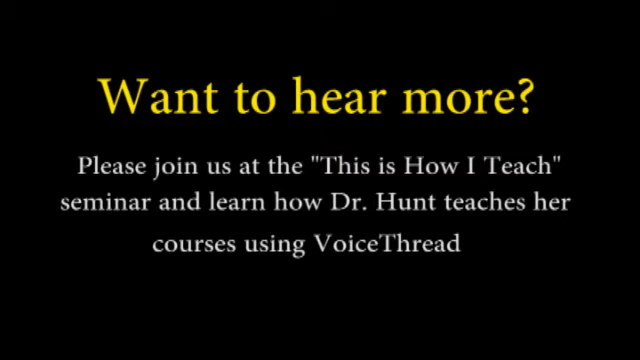 Want to hear more?
Please join us at the "This is How I Teach"
seminar and learn how Dr. Hunt teaches her
courses using VoiceThread